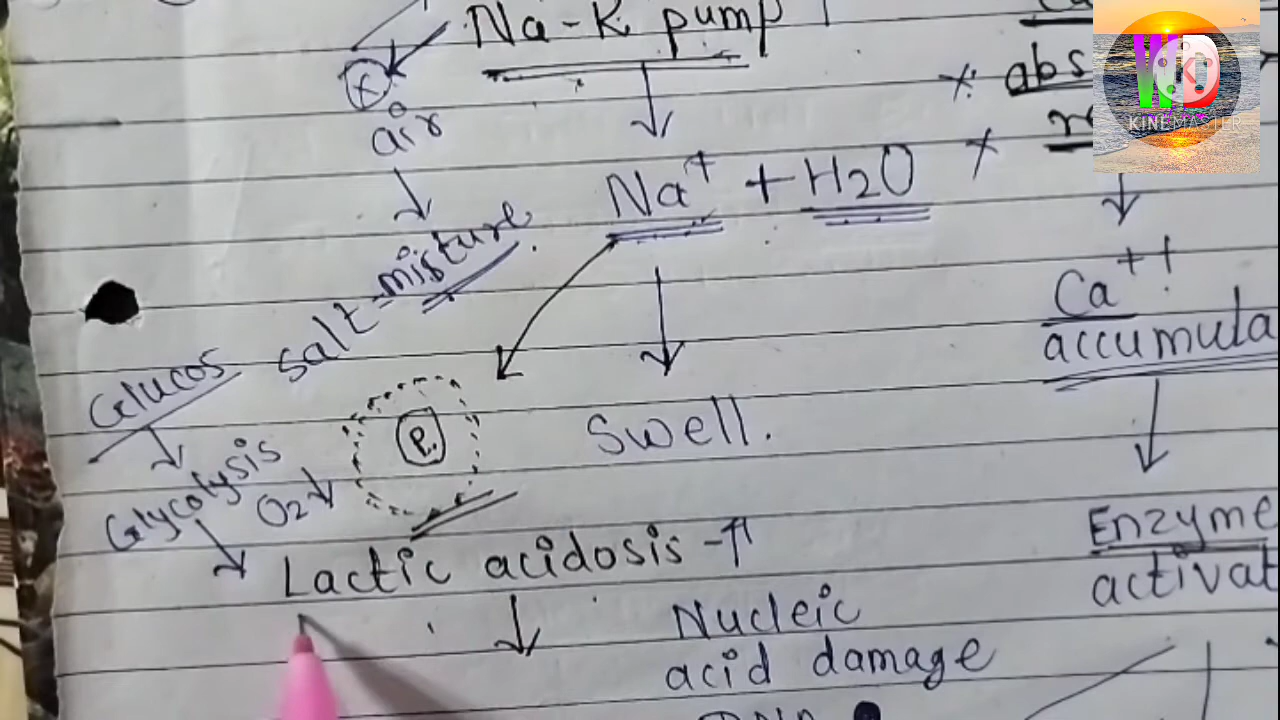 Na-K pump
abs
x
air
Na⁺ + H2O
salt-misture.
Ca⁺⁺
accumula
Glucos
P.
Swell.
Glycolysis
O2↓
Enzyme
activat
Lactic acidosis-↑
Nucleic
acid damage
KINEMASTER